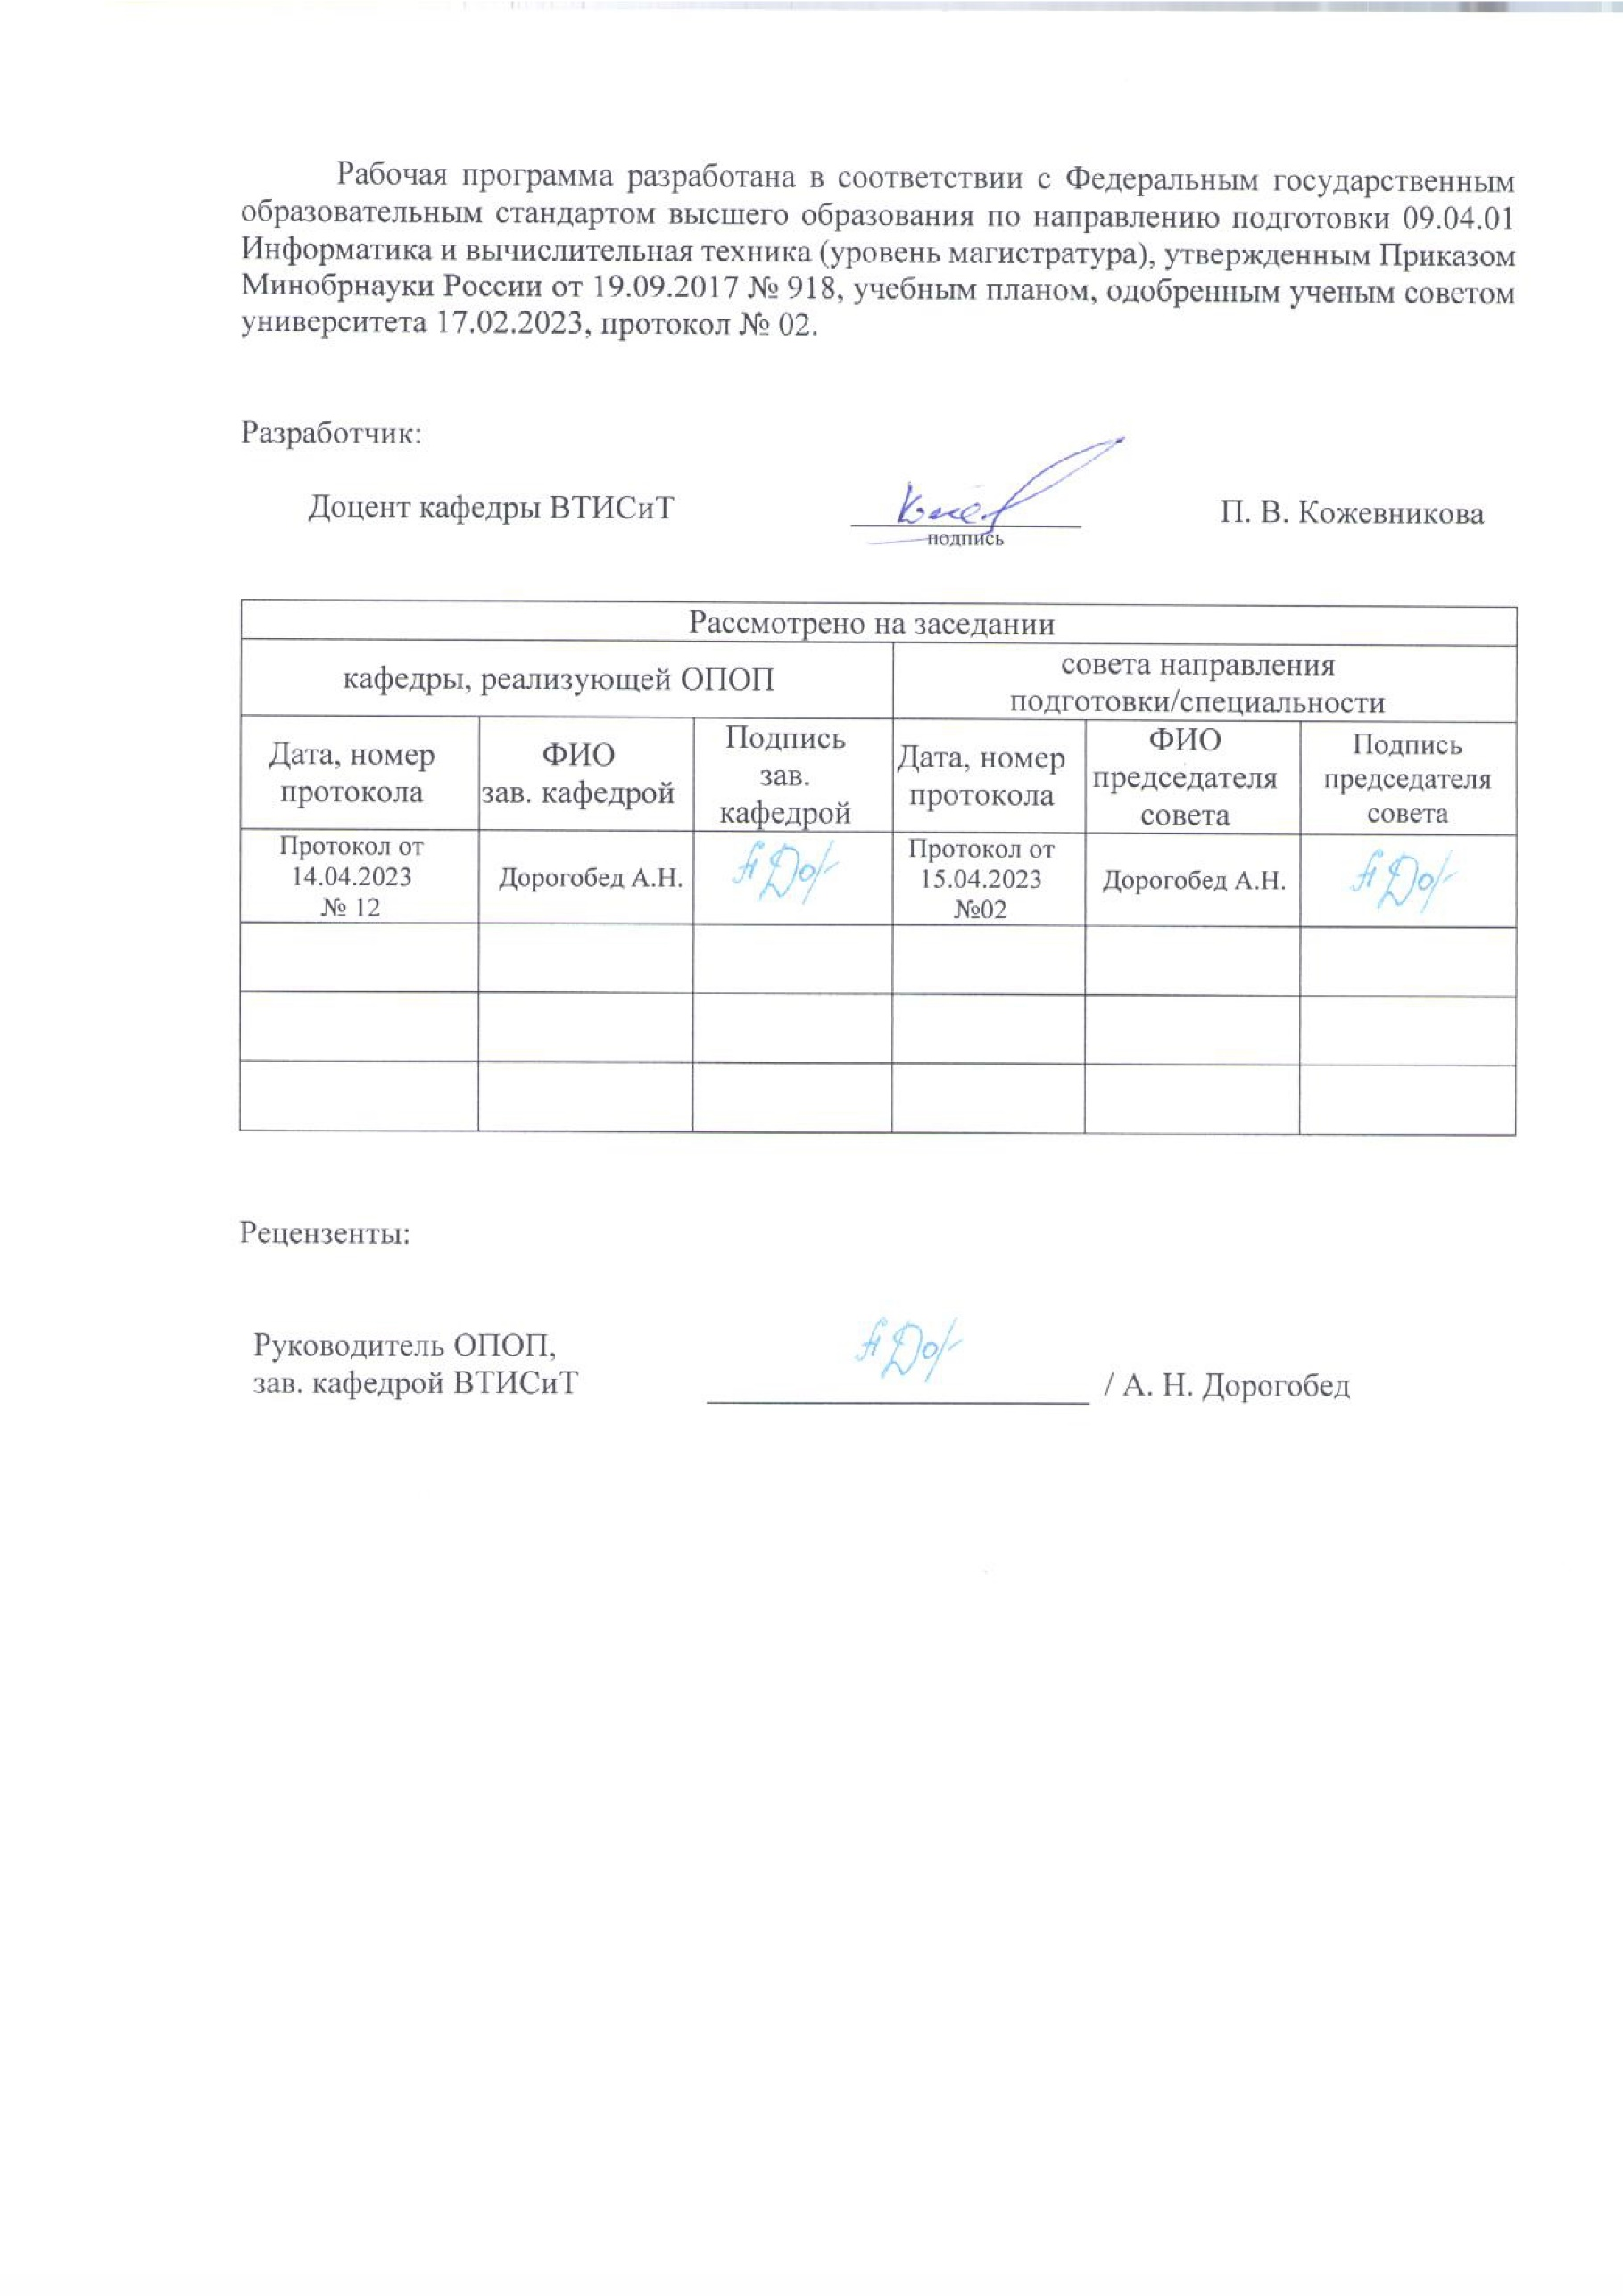 Рабочая программа разработана в соответствии с Федеральным государственным
образовательным стандартом высшего образования по направлению подготовки 09.04.01
Информатика и вычислительная техника (уровень магистратура), утвержденным Приказом
Минобрнауки России от 19.09.2017 № 918, учебным планом, одобренным ученым советом
университета 17.02.2023, протокол № 02.
Разработчик:
Доцент кафедры ВТИСиТ П. В. Кожевникова
подпись
Рассмотрено на заседании
кафедры, реализующей ОПОП
совета направления
подготовки/специальности
Дата, номер
протокола
ФИО
зав. кафедрой
Подпись
зав.
кафедрой
Дата, номер
протокола
ФИО
председателя
совета
Подпись
председателя
совета
Протокол от
14.04.2023
№ 12
Дорогобед А.Н.
Протокол от
15.04.2023
№02
Дорогобед А.Н.
Рецензенты:
Руководитель ОПОП,
зав. кафедрой ВТИСиТ / А. Н. Дорогобед